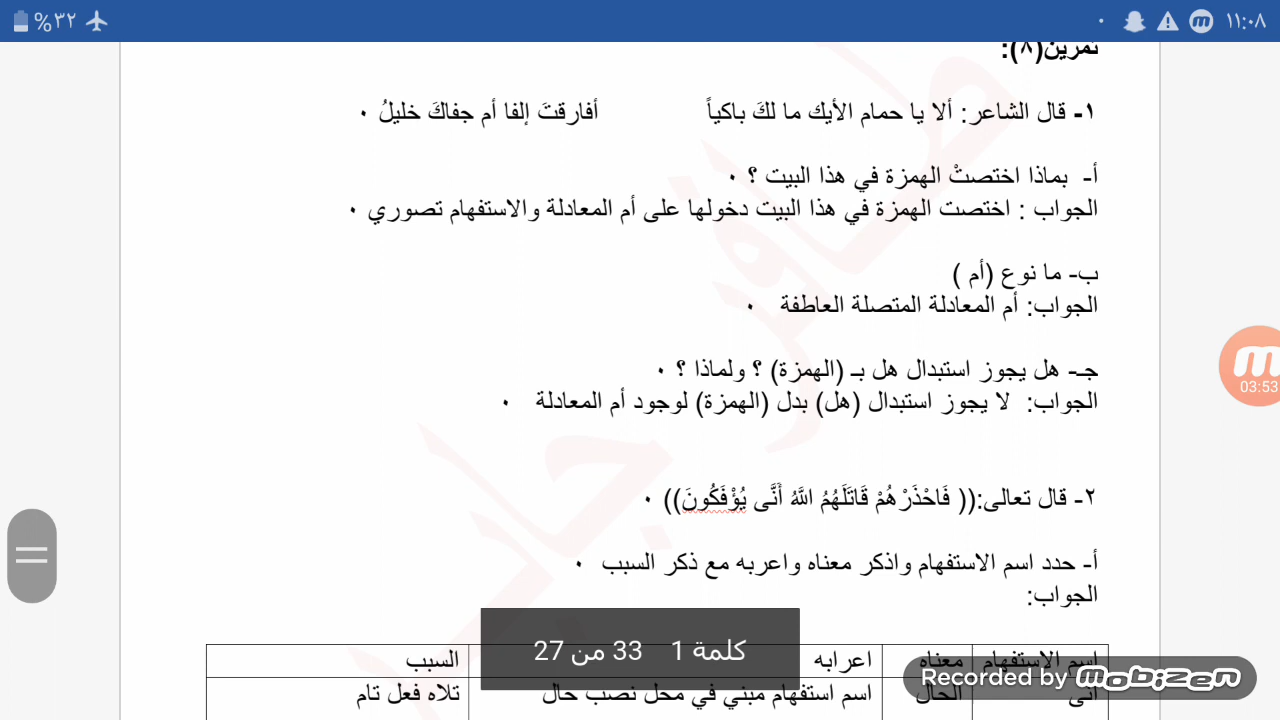 %٣٢
١١:٠٨
تمرين(٨):
١- قال الشاعر: ألا يا حمام الأيك ما لكَ باكياً أفارقتَ إلفا أم جفاكَ خليلُ ٠
أ- بماذا اختصتْ الهمزة في هذا البيت ؟ ٠
الجواب : اختصت الهمزة في هذا البيت دخولها على أم المعادلة والاستفهام تصوري ٠
ب- ما نوع (أم )
الجواب: أم المعادلة المتصلة العاطفة ٠
جـ- هل يجوز استبدال هل بـ (الهمزة) ؟ ولماذا ؟ ٠
الجواب: لا يجوز استبدال (هل) بدل (الهمزة) لوجود أم المعادلة ٠
03:53
٢- قال تعالى:(( فَاحْذَرْهُمْ قَاتَلَهُمُ اللَّهُ أَنَّى يُؤْفَكُونَ)) ٠
أ- حدد اسم الاستفهام واذكر معناه واعربه مع ذكر السبب ٠
الجواب:
كلمة 1 33 من 27
اسم الاستفهام معناه اعرابه السبب
أنى الحال اسم استفهام مبني في محل نصب حال تلاه فعل تام
Recorded by mobizen